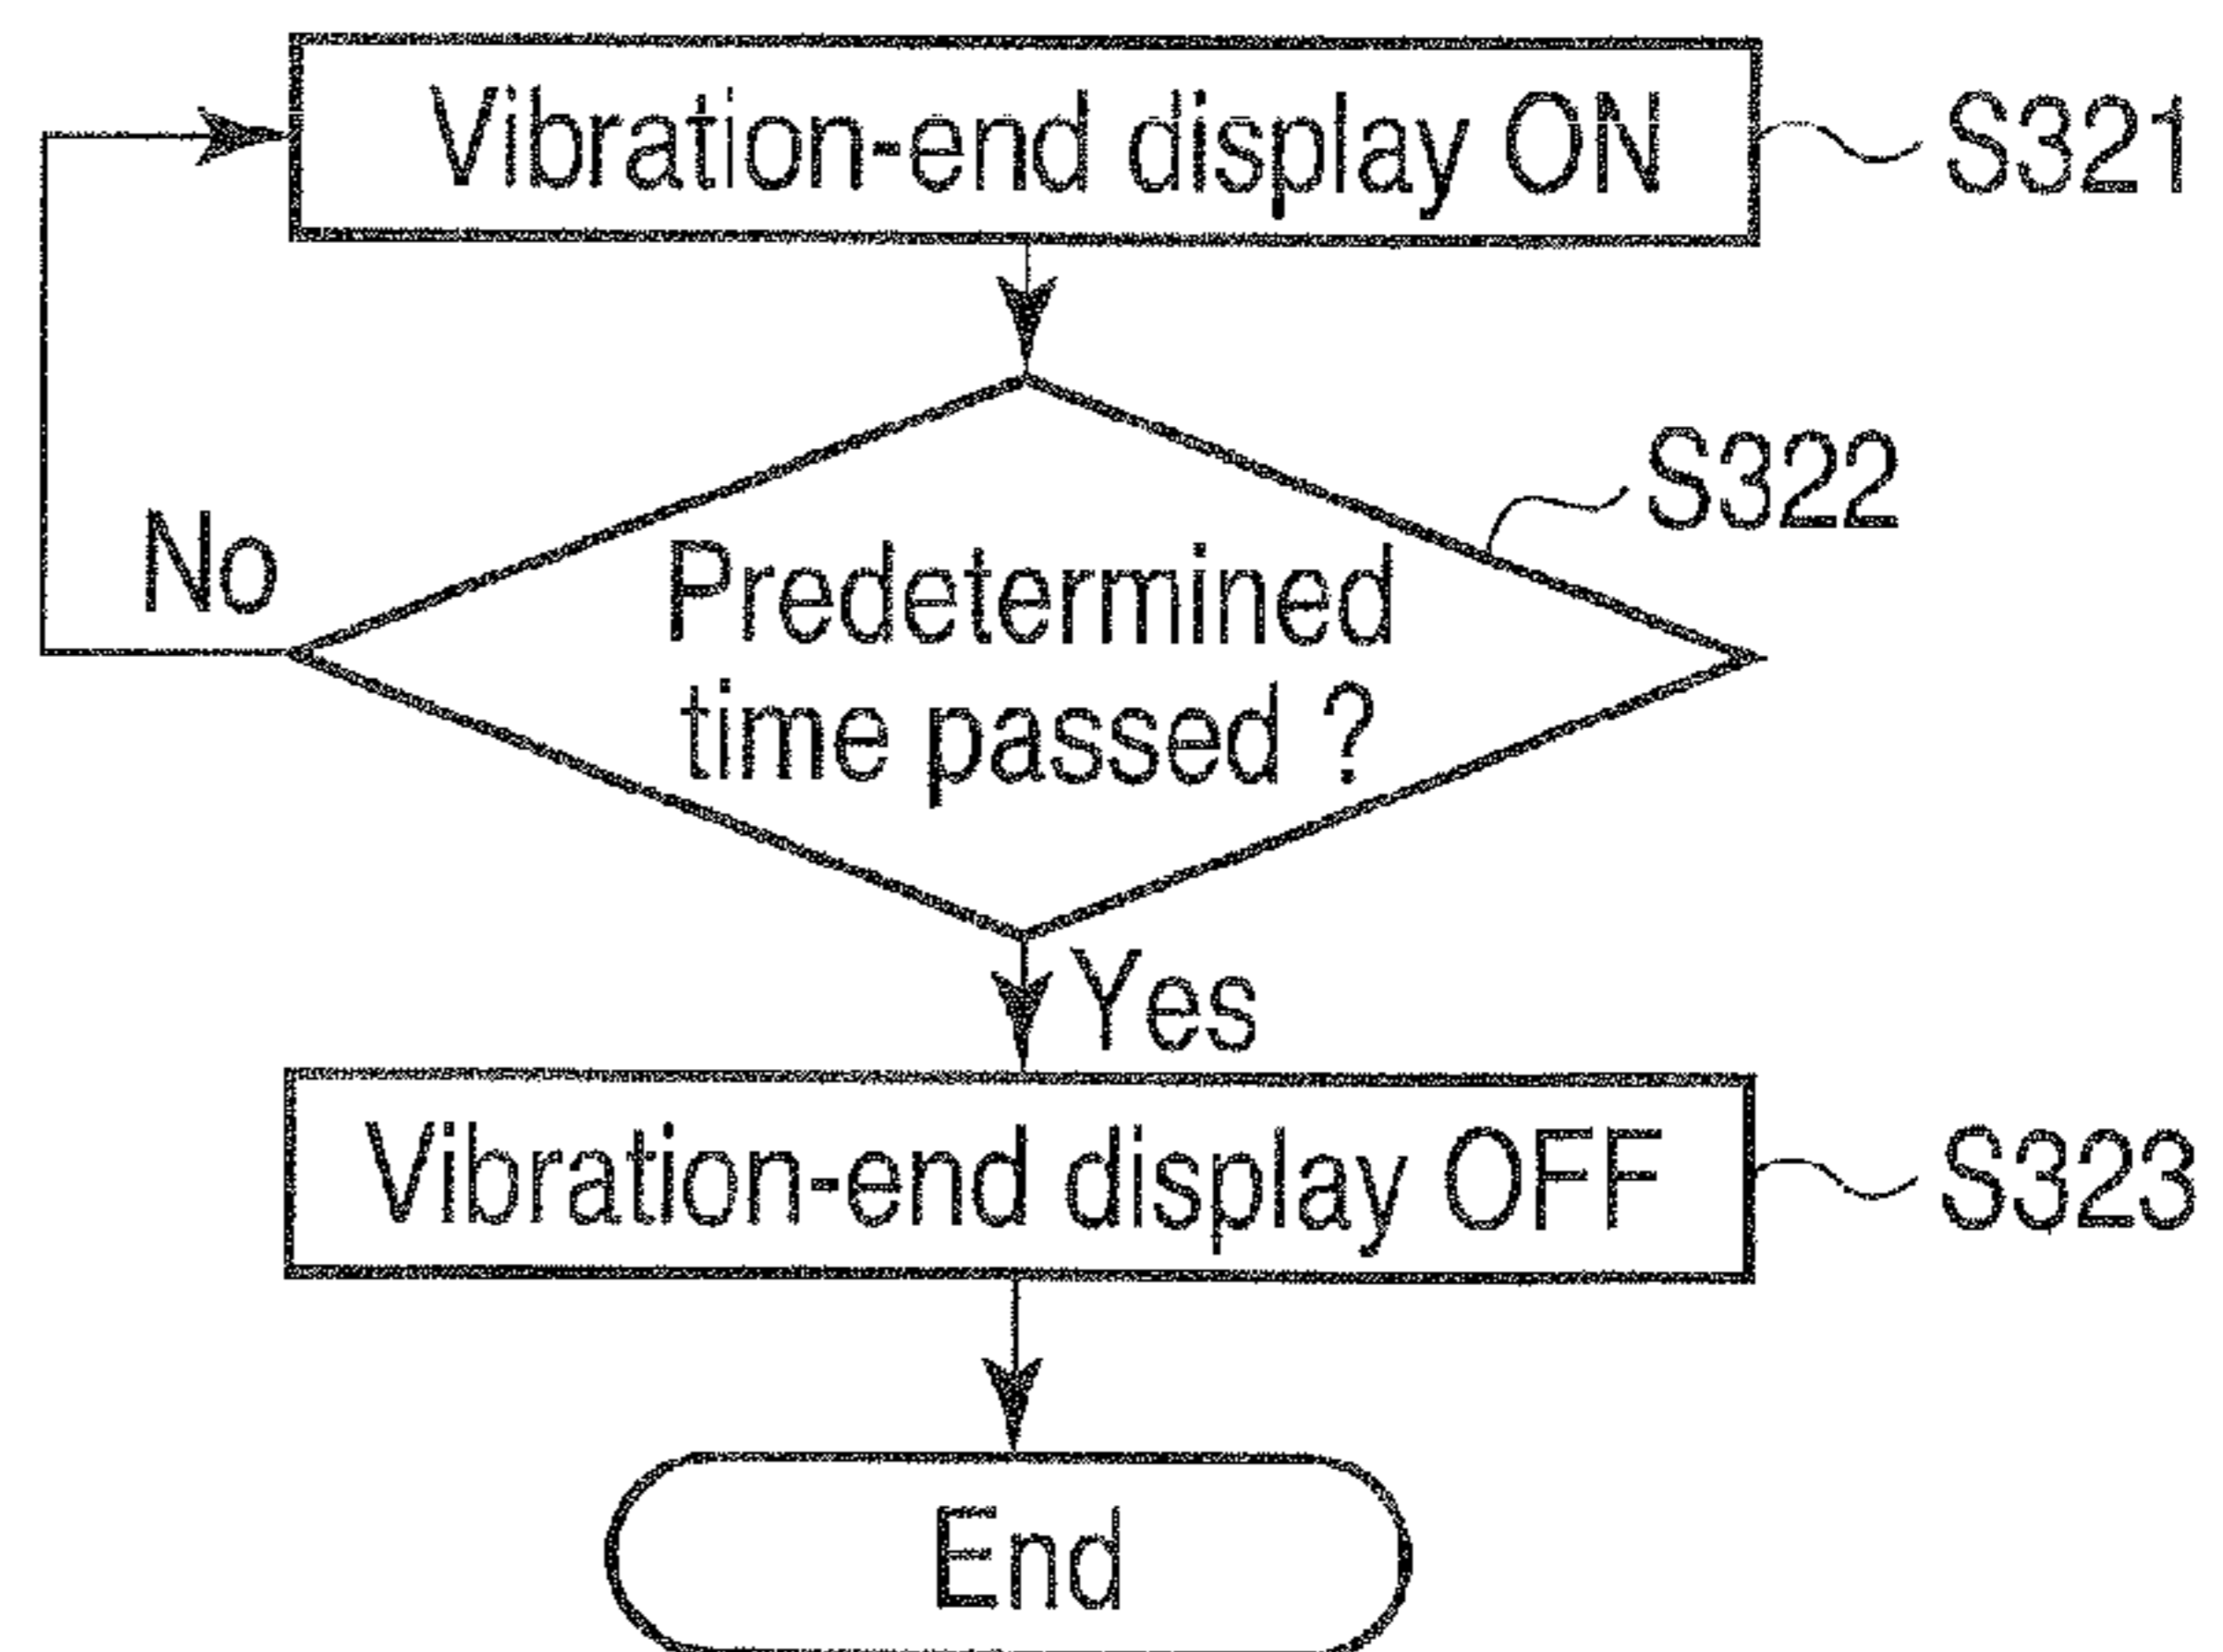 Vibration-end display ON
S321
S322
No
Predetermined
time passed ?
Yes
Vibration-end display OFF
S323
End